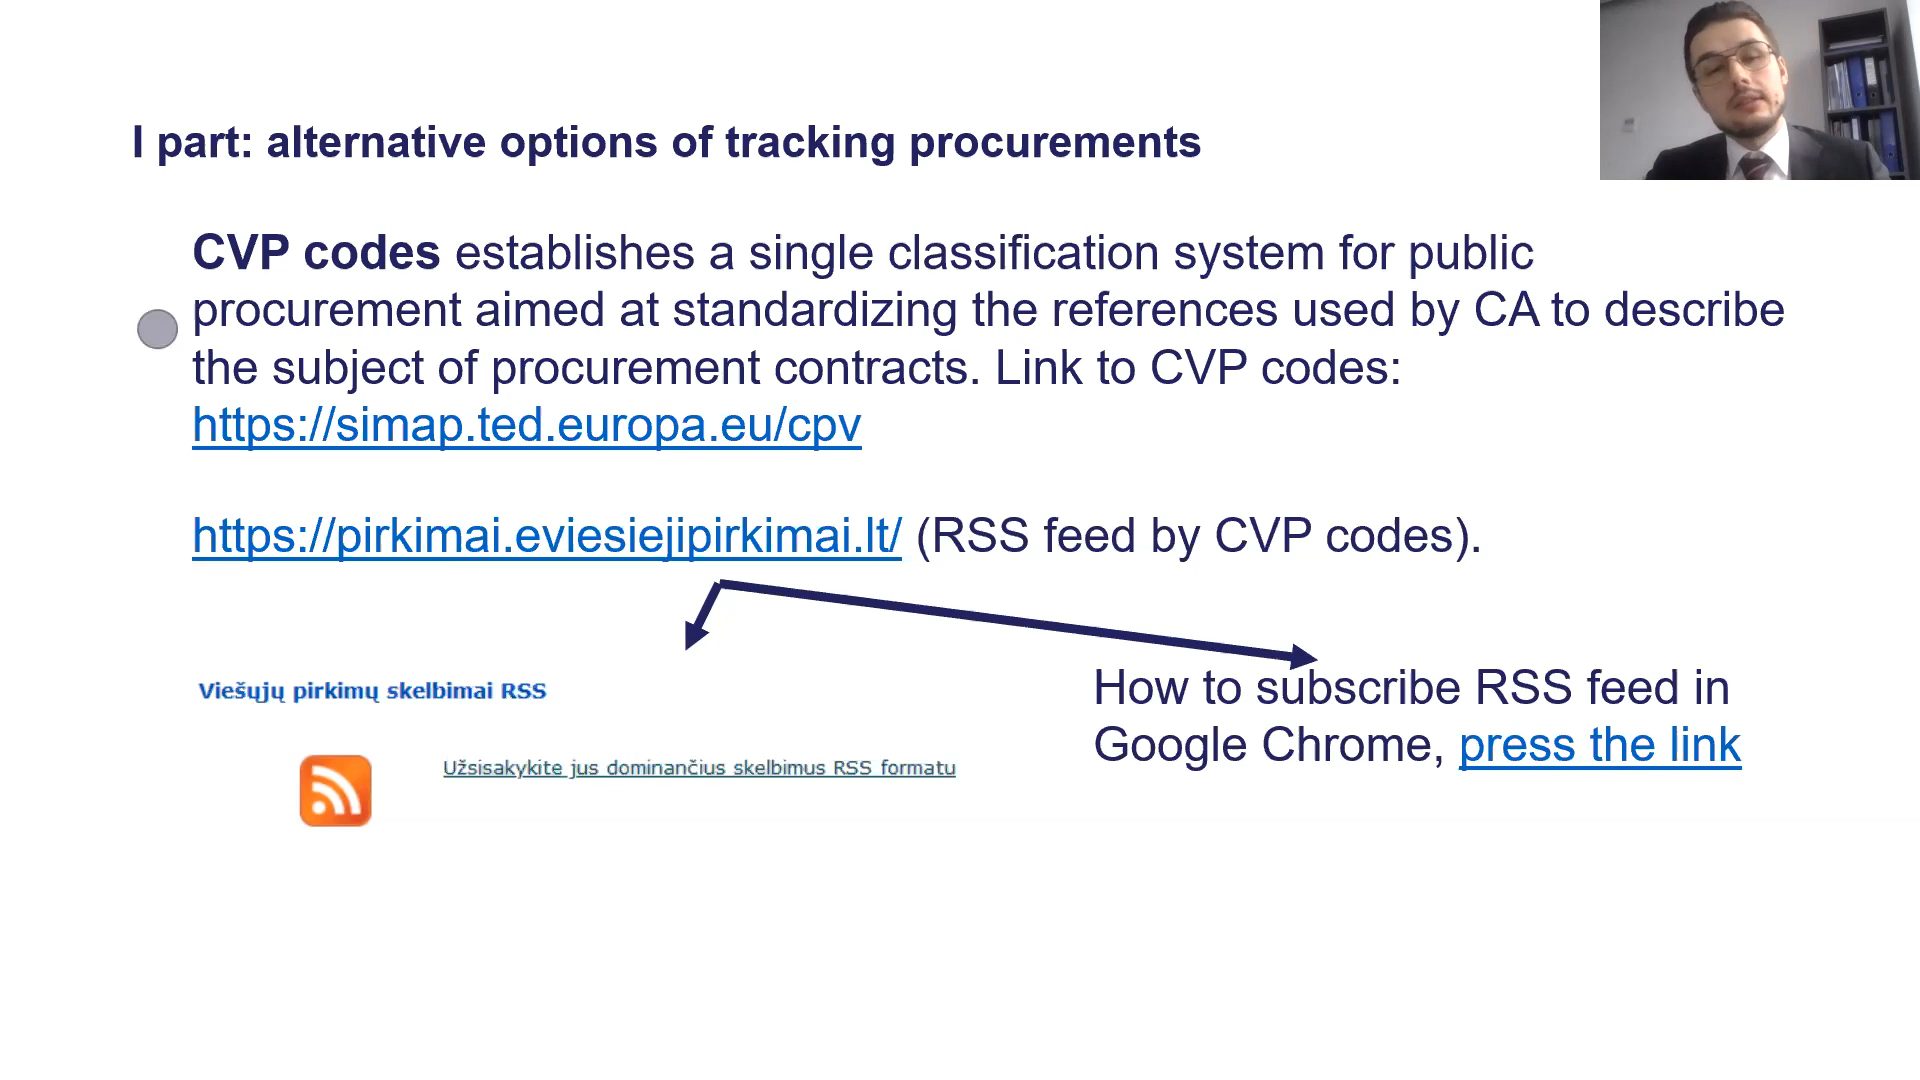 I part: alternative options of tracking procurements
CVP codes establishes a single classification system for public
procurement aimed at standardizing the references used by CA to describe
the subject of procurement contracts. Link to CVP codes:
https://simap.ted.europa.eu/cpv
https://pirkimai.eviesiejipirkimai.lt/ (RSS feed by CVP codes).
Viešųjų pirkimų skelbimai RSS
Užsisakykite jus dominančius skelbimus RSS formatu
How to subscribe RSS feed in
Google Chrome, press the link